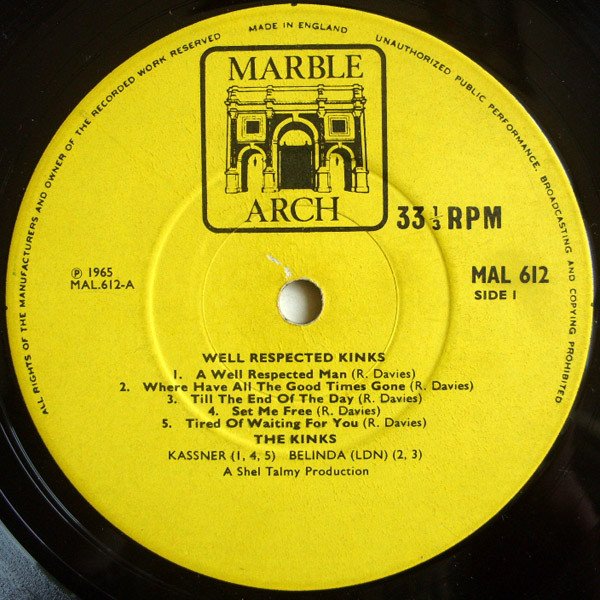 MADE IN ENGLAND
ALL RIGHTS OF THE MANUFACTURERS AND OWNER OF THE RECORDED WORK RESERVED
UNAUTHORIZED PUBLIC PERFORMANCE, BROADCASTING AND COPYING PROHIBITED
MARBLE
ARCH
33 1/3 RPM
℗ 1965
MAL.612-A
MAL 612
SIDE 1
WELL RESPECTED KINKS
1. A Well Respected Man (R. Davies)
2. Where Have All The Good Times Gone (R. Davies)
3. Till The End Of The Day (R. Davies)
4. Set Me Free (R. Davies)
5. Tired Of Waiting For You (R. Davies)
THE KINKS
KASSNER (1, 4, 5) BELINDA (LDN) (2, 3)
A Shel Talmy Production